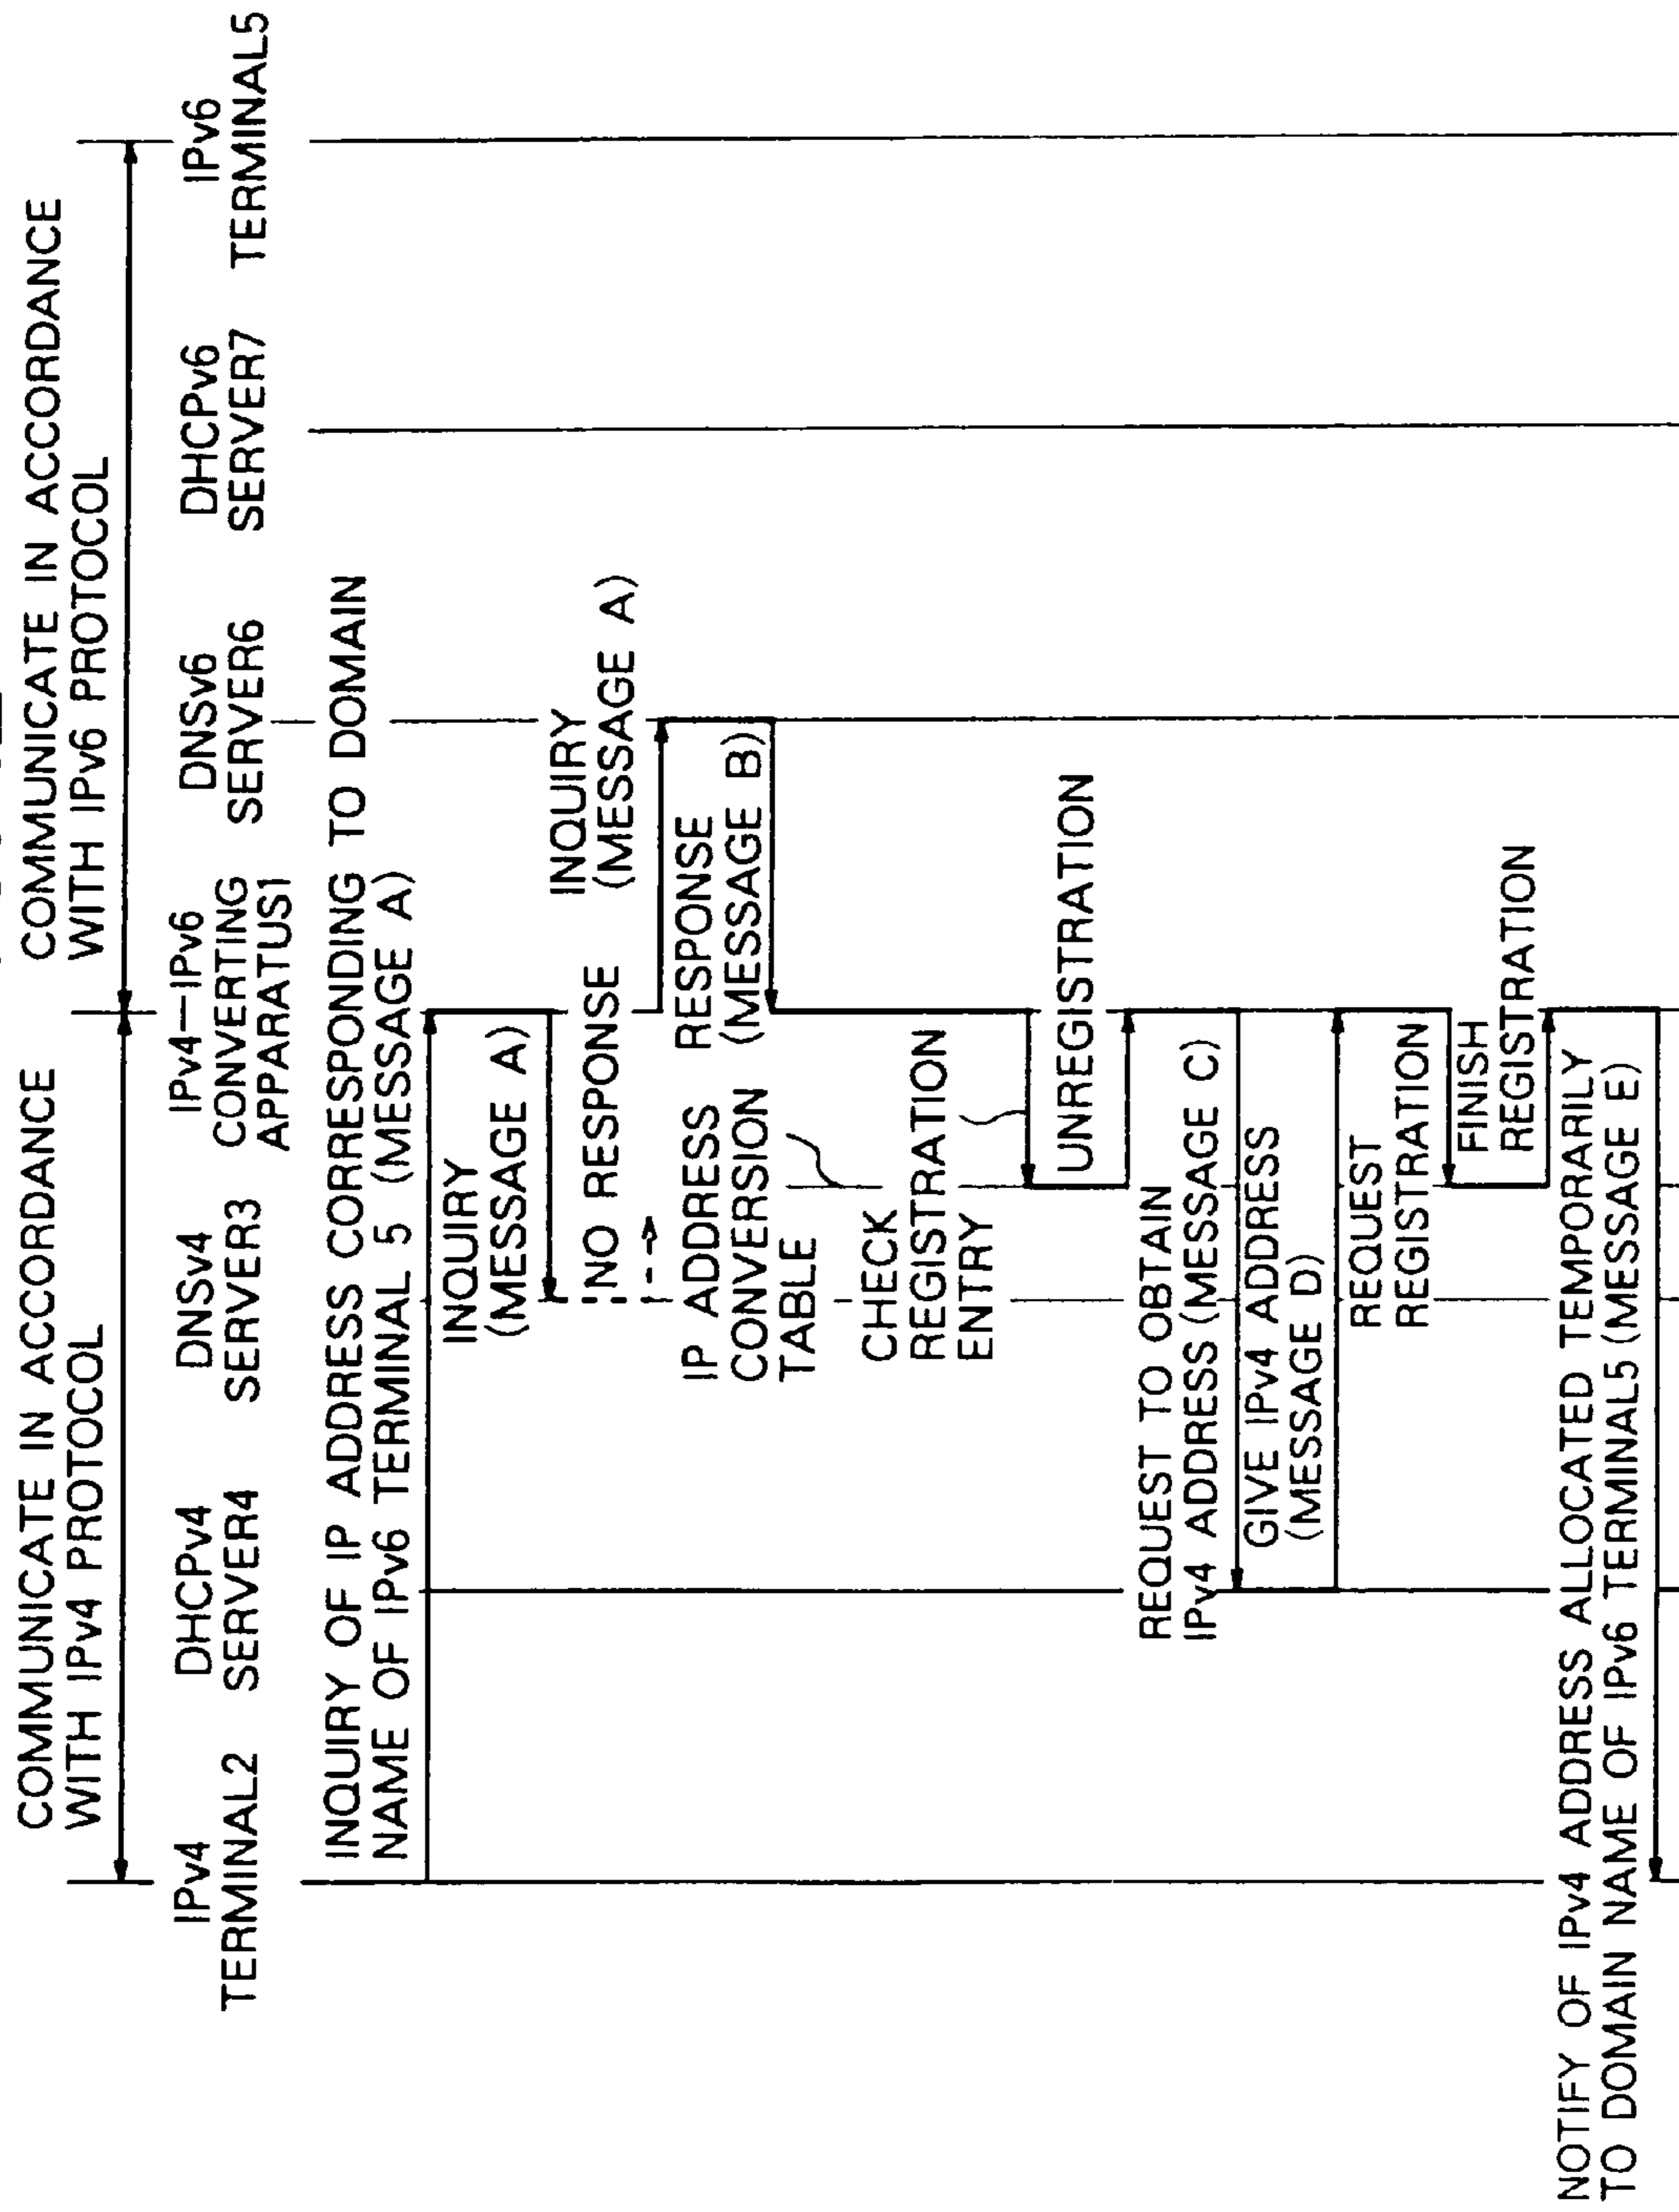 COMMUNICATE IN ACCORDANCE
WITH IPv4 PROTOCOL
COMMUNICATE IN ACCORDANCE
WITH IPv6 PROTOCOL
IPv4
TERMINAL2
DHCPv4
SERVER4
DNSv4
SERVER3
IPv4-IPv6
CONVERTING
APPARATUS1
DNSv6
SERVER6
DHCPv6
SERVER7
IPv6
TERMINAL5
INQUIRY OF IP ADDRESS CORRESPONDING TO DOMAIN
NAME OF IPv6 TERMINAL 5 (MESSAGE A)
INQUIRY
(MESSAGE A)
NO RESPONSE
INQUIRY
(MESSAGE A)
RESPONSE
(MESSAGE B)
IP ADDRESS
CONVERSION
TABLE
CHECK
REGISTRATION
ENTRY
UNREGISTRATION
REQUEST TO OBTAIN
IPv4 ADDRESS (MESSAGE C)
GIVE IPv4 ADDRESS
(MESSAGE D)
REQUEST
REGISTRATION
FINISH
REGISTRATION
NOTIFY OF IPv4 ADDRESS ALLOCATED TEMPORARILY
TO DOMAIN NAME OF IPv6 TERMINAL5 (MESSAGE E)